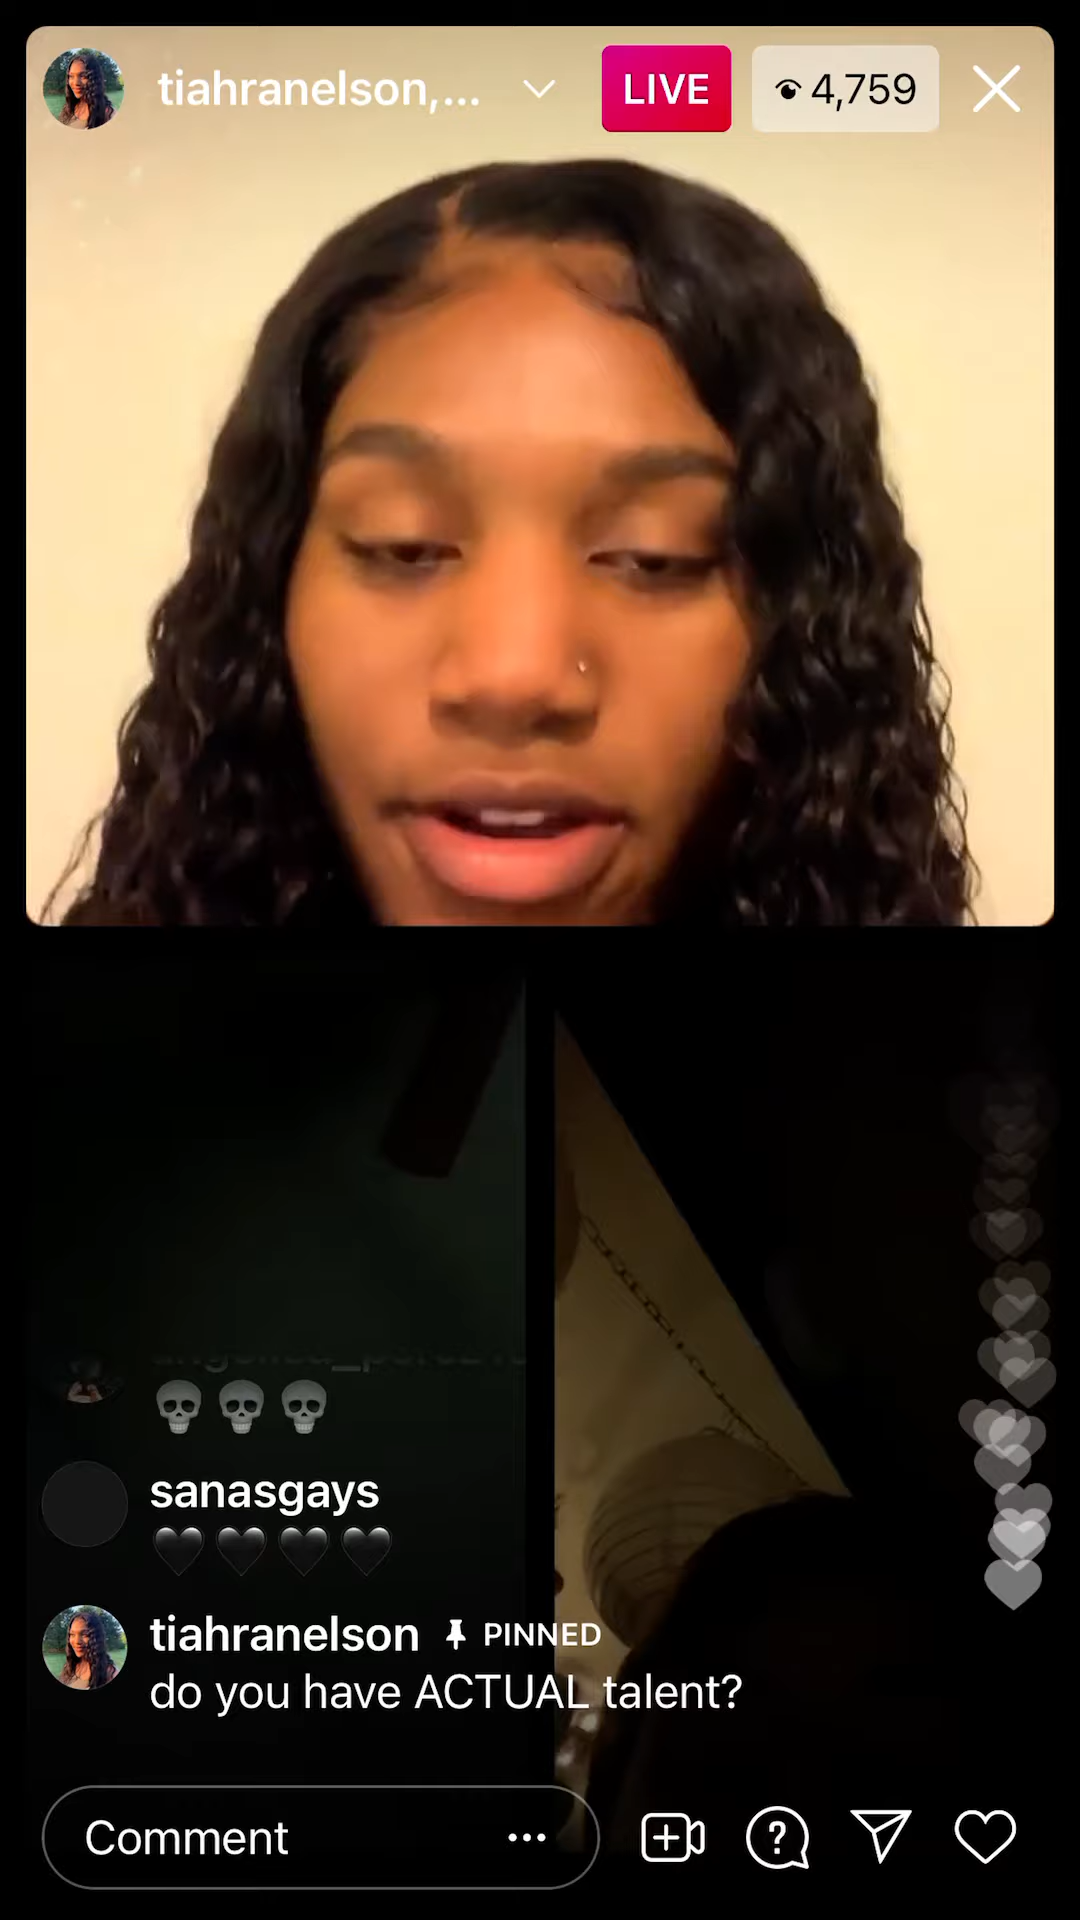 tiahranelson,...
LIVE
4,759
💀💀💀
sanasgays
🖤🖤🖤🖤
tiahranelson PINNED
do you have ACTUAL talent?
Comment